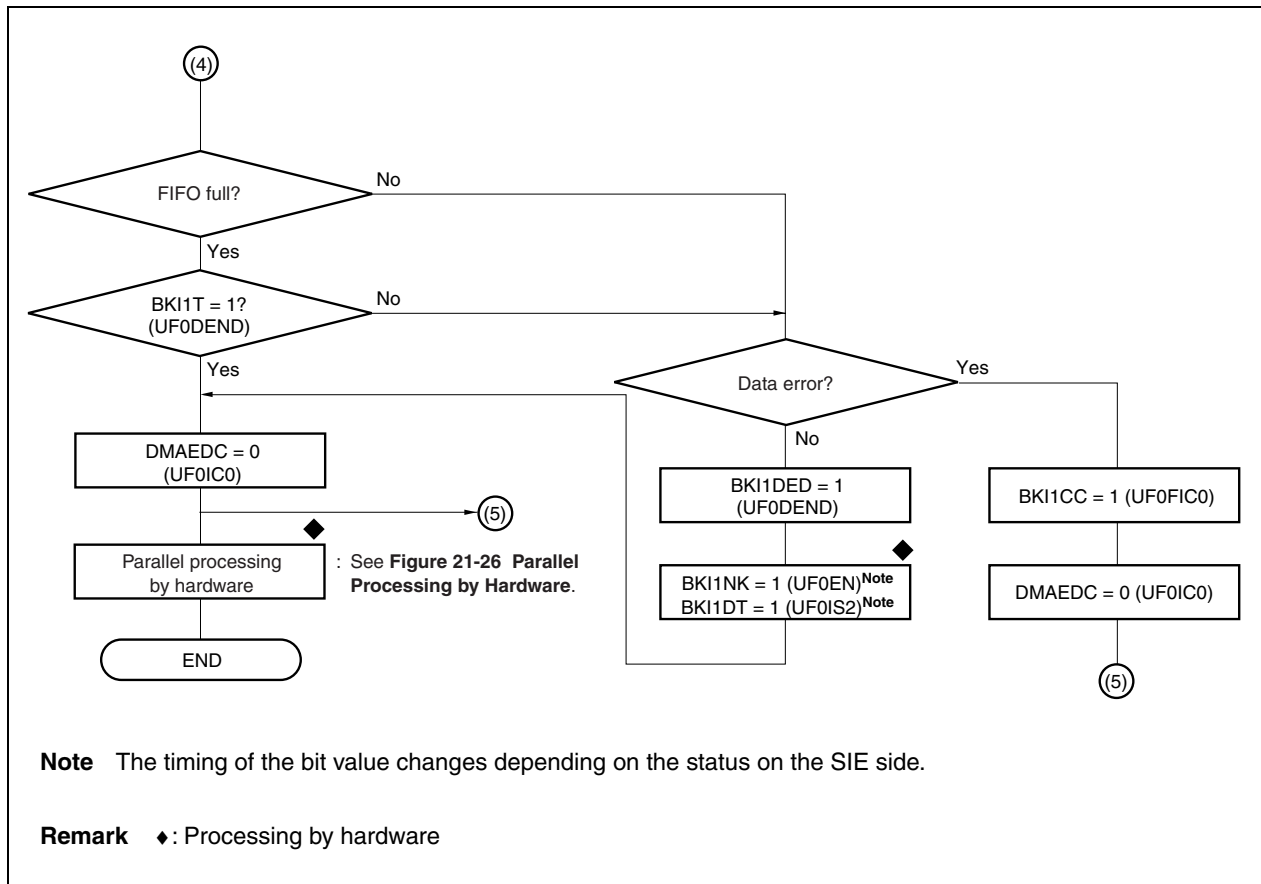 (4)
FIFO full?
No
Yes
BKI1T = 1?
(UF0DEND)
No
Yes
Data error?
Yes
No
DMAEDC = 0
(UF0IC0)
(5)
Parallel processing
by hardware
: See Figure 21-26 Parallel
Processing by Hardware.
END
BKI1DED = 1
(UF0DEND)
BKI1NK = 1 (UF0EN)Note
BKI1DT = 1 (UF0IS2)Note
BKI1CC = 1 (UF0FIC0)
DMAEDC = 0 (UF0IC0)
(5)
Note The timing of the bit value changes depending on the status on the SIE side.
Remark ♦: Processing by hardware